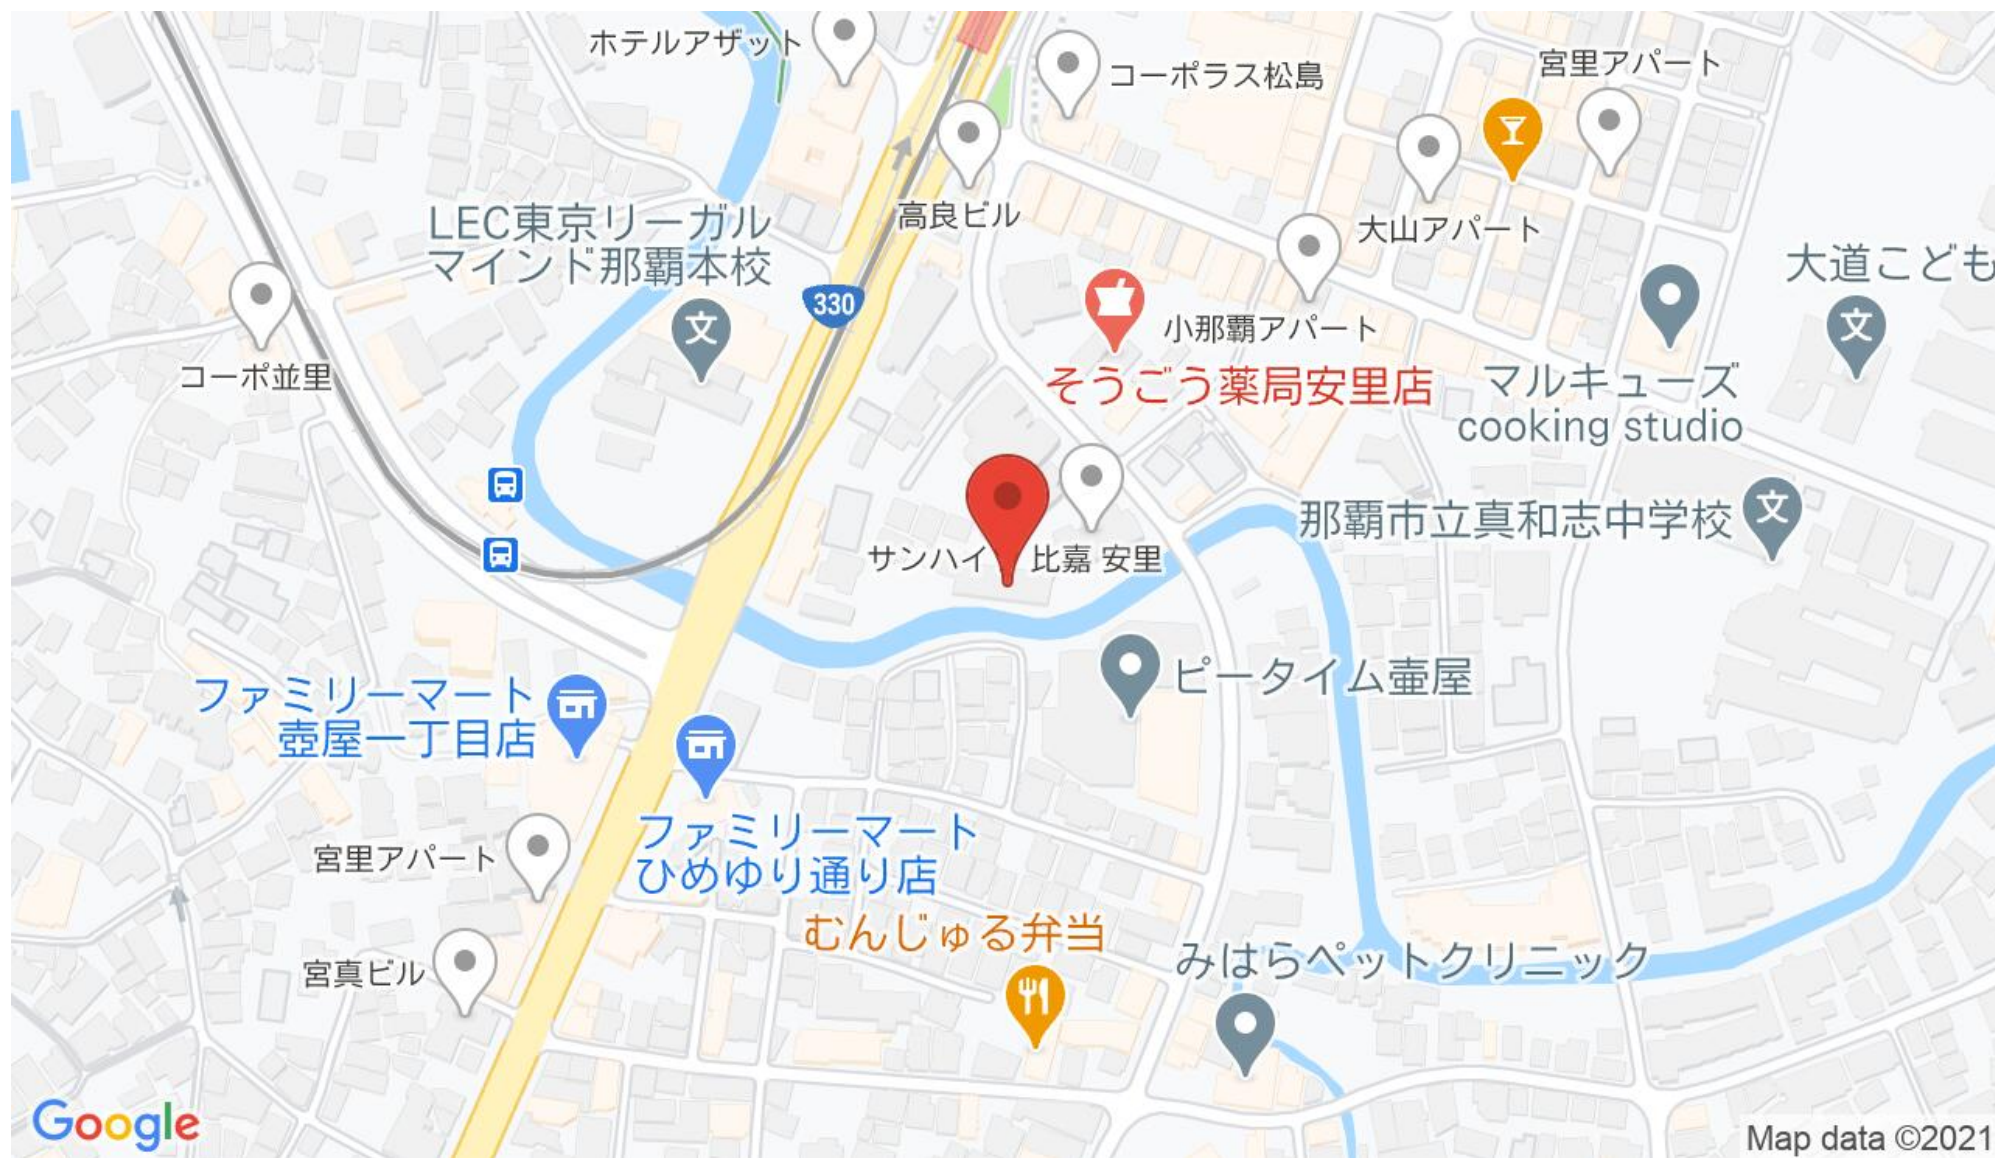 ホテルアザット
コーポラス松島
宮里アパート
LEC東京リーガル
マインド那覇本校
高良ビル
大山アパート
大道こども
330
小那覇アパート
コーポ並里
そうごう薬局安里店
マルキューズ
cooking studio
那覇市立真和志中学校
文
文
文
サンハイ 比嘉 安里
ピータイム壷屋
ファミリーマート
壺屋一丁目店
ファミリーマート
ひめゆり通り店
宮里アパート
むんじゅる弁当
宮真ビル
みはらペットクリニック
Google
Map data ©2021